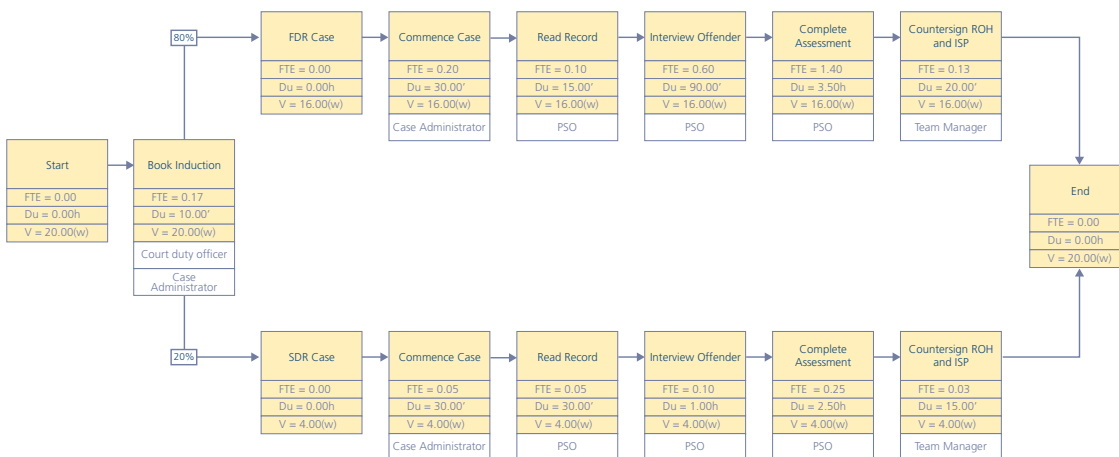 80%
FDR Case
FTE = 0.00
Du = 0.00h
V = 16.00(w)
Commence Case
FTE = 0.20
Du = 30.00’
V = 16.00(w)
Case Administrator
Read Record
FTE = 0.10
Du = 15.00’
V = 16.00(w)
PSO
Interview Offender
FTE = 0.60
Du = 90.00’
V = 16.00(w)
PSO
Complete
Assessment
FTE = 1.40
Du = 3.50h
V = 16.00(w)
PSO
Countersign ROH
and ISP
FTE = 0.13
Du = 20.00’
V = 16.00(w)
Team Manager
Start
FTE = 0.00
Du = 0.00h
V = 20.00(w)
Book Induction
FTE = 0.17
Du = 10.00’
V = 20.00(w)
Court duty officer
Case
Administrator
End
FTE = 0.00
Du = 0.00h
V = 20.00(w)
20%
SDR Case
FTE = 0.00
Du = 0.00h
V = 4.00(w)
Commence Case
FTE = 0.05
Du = 30.00’
V = 4.00(w)
Case Administrator
Read Record
FTE = 0.05
Du = 30.00’
V = 4.00(w)
PSO
Interview Offender
FTE = 0.10
Du = 1.00h
V = 4.00(w)
PSO
Complete
Assessment
FTE = 0.25
Du = 2.50h
V = 4.00(w)
PSO
Countersign ROH
and ISP
FTE = 0.03
Du = 15.00’
V = 4.00(w)
Team Manager